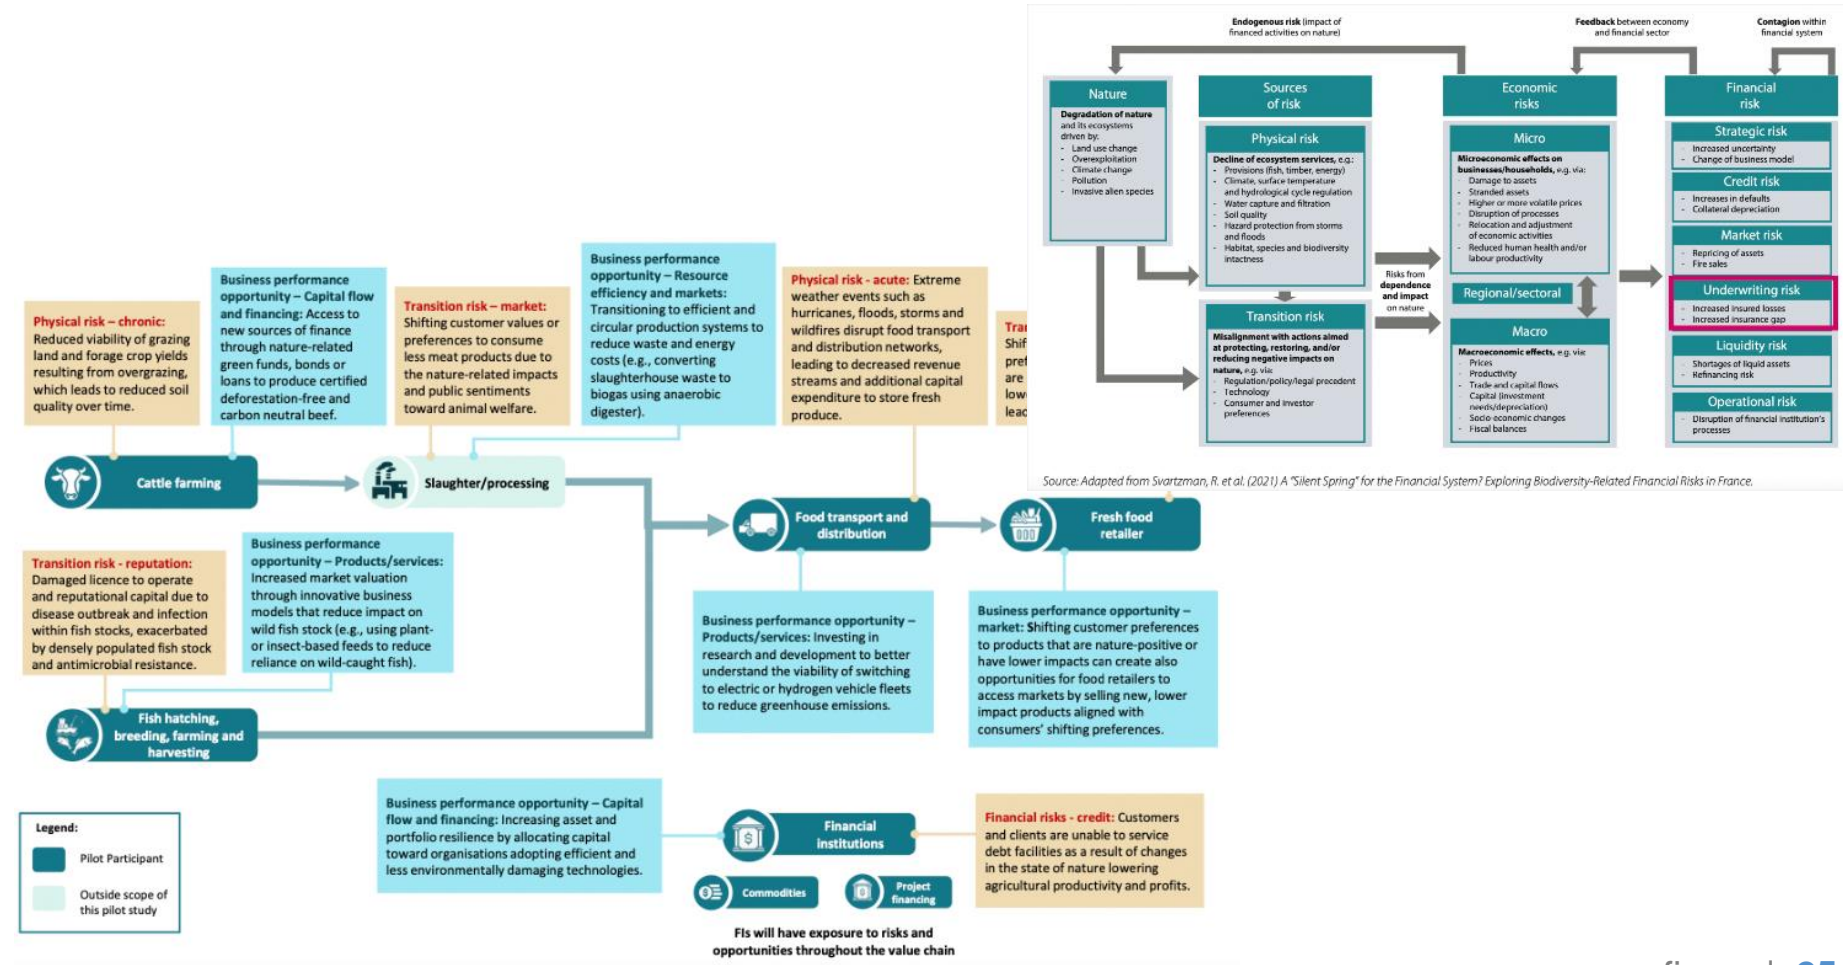 Endogenous risk (impact of
financed activities on nature)
Feedback between economy
and financial sector
Contagion within
financial system
Nature
Degradation of nature
and its ecosystems
driven by:
- Land use change
- Overexploitation
- Climate change
- Pollution
- Invasive alien species
Sources
of risk
Physical risk
Decline of ecosystem services, e.g.:
- Provisions (fish, timber, energy)
- Climate, surface temperature
and hydrological cycle regulation
- Water capture and filtration
- Soil quality
- Hazard protection from storms
and floods
- Habitat, species and biodiversity
intactness
Transition risk
Misalignment with actions aimed
at protecting, restoring, and/or
reducing negative impacts on
nature, e.g. via:
- Regulation/policy/legal precedent
- Technology
- Consumer and investor
preferences
Risks from
dependence
and impact
on nature
Economic
risks
Micro
Microeconomic effects on
businesses/households, e.g. via:
- Damage to assets
- Stranded assets
- Higher or more volatile prices
- Disruption of processes
- Relocation and adjustment
of economic activities
- Reduced human health and/or
labour productivity
Regional/sectoral
Macro
Macroeconomic effects, e.g. via:
- Prices
- Productivity
- Trade and capital flows
- Capital (investment
needs/depreciation)
- Socio-economic changes
- Fiscal balances
Financial
risk
Strategic risk
- Increased uncertainty
- Change of business model
Credit risk
- Increases in defaults
- Collateral depreciation
Market risk
- Repricing of assets
- Fire sales
Underwriting risk
- Increased insured losses
- Increased insurance gap
Liquidity risk
- Shortages of liquid assets
- Refinancing risk
Operational risk
- Disruption of financial institution's
processes
Source: Adapted from Svartzman, R. et al. (2021) A "Silent Spring" for the Financial System? Exploring Biodiversity-Related Financial Risks in France.
Physical risk – chronic:
Reduced viability of grazing
land and forage crop yields
resulting from overgrazing,
which leads to reduced soil
quality over time.
Business performance
opportunity – Capital flow
and financing: Access to
new sources of finance
through nature-related
green funds, bonds or
loans to produce certified
deforestation-free and
carbon neutral beef.
Transition risk – market:
Shifting customer values or
preferences to consume
less meat products due to
the nature-related impacts
and public sentiments
toward animal welfare.
Business performance
opportunity – Resource
efficiency and markets:
Transitioning to efficient and
circular production systems to
reduce waste and energy
costs (e.g., converting
slaughterhouse waste to
biogas using anaerobic
digester).
Physical risk - acute: Extreme
weather events such as
hurricanes, floods, storms and
wildfires disrupt food transport
and distribution networks,
leading to decreased revenue
streams and additional capital
expenditure to store fresh
produce.
Cattle farming
Slaughter/processing
Food transport and
distribution
Fresh food
retailer
Transition risk - reputation:
Damaged licence to operate
and reputational capital due to
disease outbreak and infection
within fish stocks, exacerbated
by densely populated fish stock
and antimicrobial resistance.
Business performance
opportunity – Products/services:
Increased market valuation
through innovative business
models that reduce impact on
wild fish stock (e.g., using plant-
or insect-based feeds to reduce
reliance on wild-caught fish).
Fish hatching,
breeding, farming and
harvesting
Business performance opportunity –
Products/services: Investing in
research and development to better
understand the viability of switching
to electric or hydrogen vehicle fleets
to reduce greenhouse emissions.
Business performance opportunity –
market: Shifting customer preferences
to products that are nature-positive or
have lower impacts can create also
opportunities for food retailers to
access markets by selling new, lower
impact products aligned with
consumers' shifting preferences.
Business performance opportunity – Capital
flow and financing: Increasing asset and
portfolio resilience by allocating capital
toward organisations adopting efficient and
less environmentally damaging technologies.
Financial
institutions
Commodities
Project
financing
Financial risks - credit: Customers
and clients are unable to service
debt facilities as a result of changes
in the state of nature lowering
agricultural productivity and profits.
FIs will have exposure to risks and
opportunities throughout the value chain
Legend:
Pilot Participant
Outside scope of
this pilot study